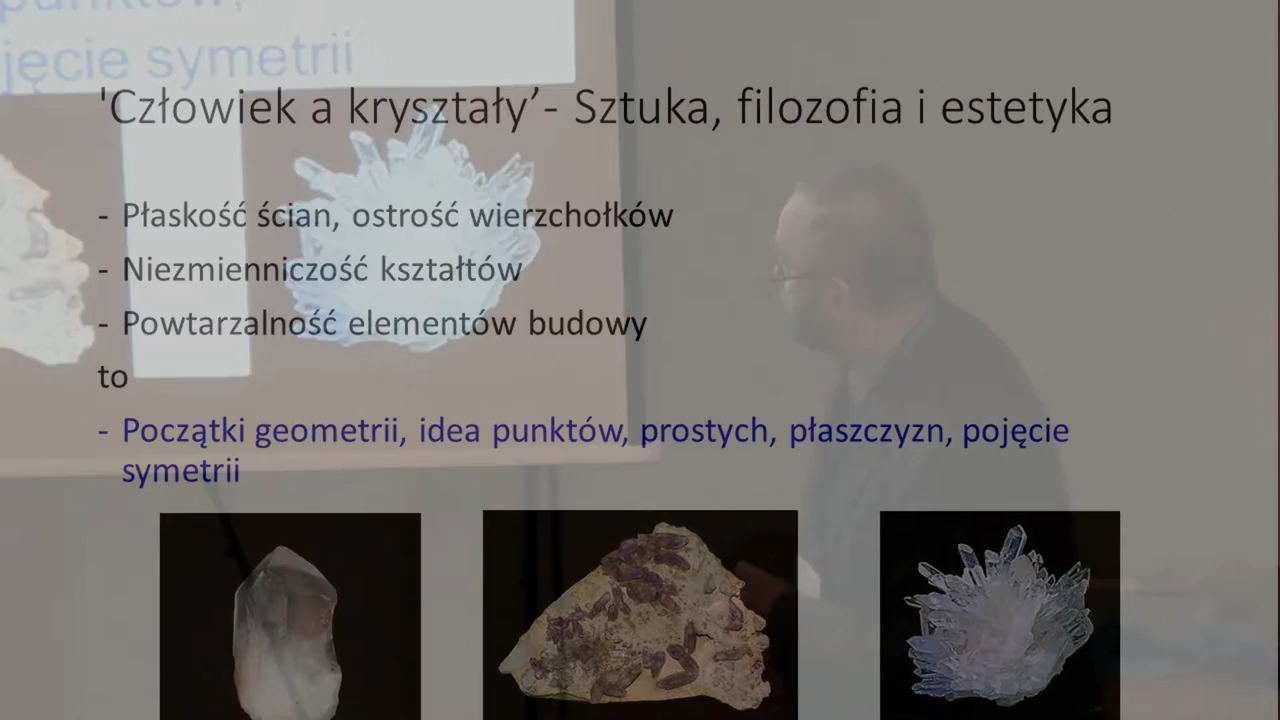 punktów,
jęcie symetrii
'Człowiek a kryształy’- Sztuka, filozofia i estetyka
- Płaskość ścian, ostrość wierzchołków
- Niezmienniczość kształtów
- Powtarzalność elementów budowy
to
- Początki geometrii, idea punktów, prostych, płaszczyzn, pojęcie
symetrii